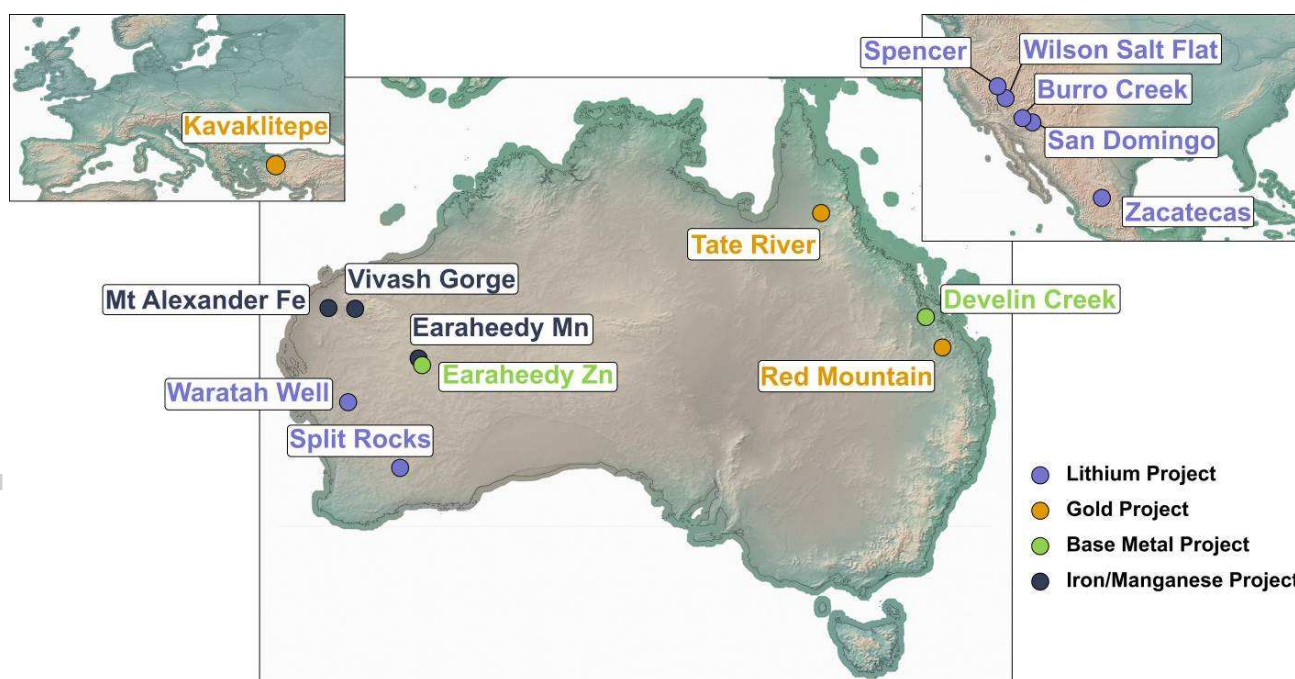 Kavaklitepe
Spencer
Wilson Salt Flat
Burro Creek
San Domingo
Zacatecas
Tate River
Vivash Gorge
Mt Alexander Fe
Develin Creek
Earaheedy Mn
Earaheedy Zn
Red Mountain
Waratah Well
Split Rocks
Lithium Project
Gold Project
Base Metal Project
Iron/Manganese Project